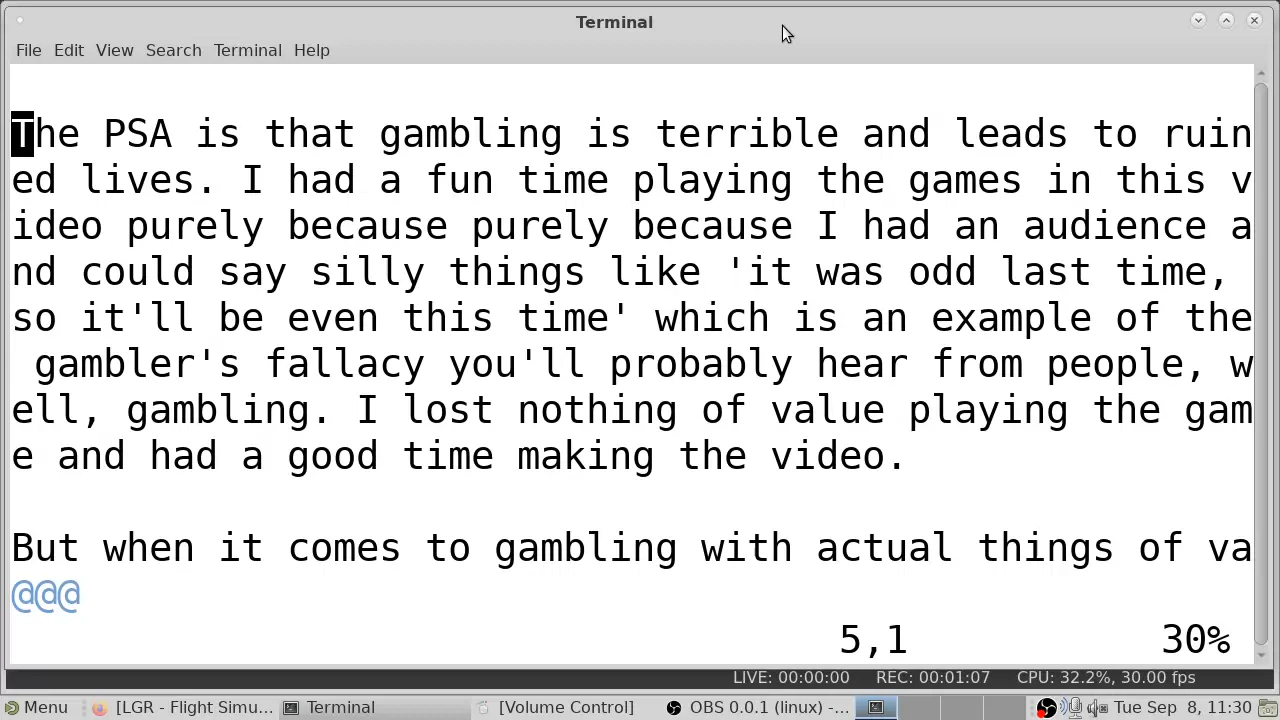 Terminal
File Edit View Search Terminal Help
The PSA is that gambling is terrible and leads to ruin
ed lives. I had a fun time playing the games in this v
ideo purely because purely because I had an audience a
nd could say silly things like 'it was odd last time,
so it'll be even this time' which is an example of the
gambler's fallacy you'll probably hear from people, w
ell, gambling. I lost nothing of value playing the gam
e and had a good time making the video.
But when it comes to gambling with actual things of va
@@@
5,1 30%
LIVE: 00:00:00 REC: 00:01:07 CPU: 32.2%, 30.00 fps
Menu [LGR - Flight Simu... Terminal [Volume Control] OBS 0.0.1 (linux) -... Tue Sep 8, 11:30